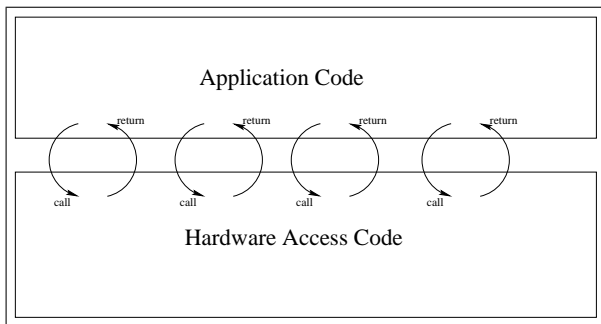 Application Code
return return return return
call call call call
Hardware Access Code